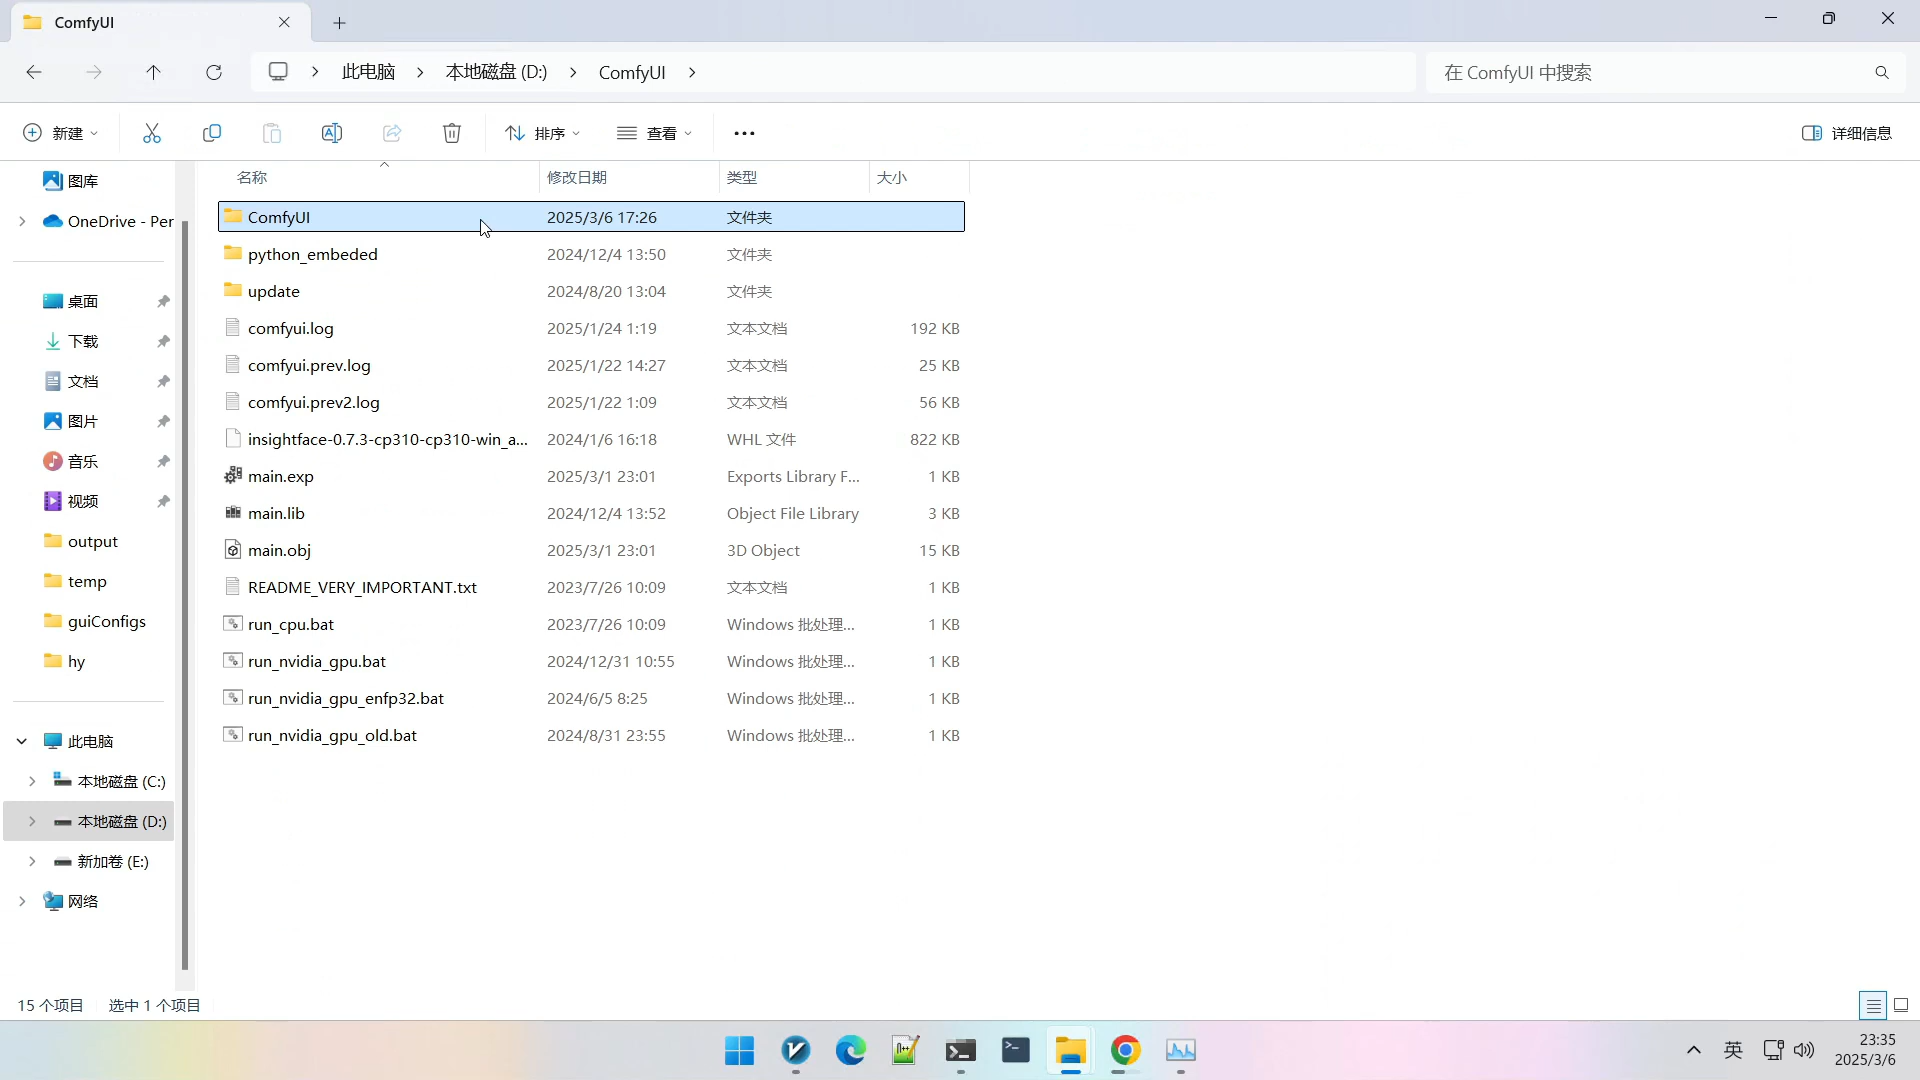 ComfyUI
此电脑 本地磁盘 (D:) ComfyUI
在 ComfyUI 中搜索
新建 排序 查看 详细信息
图库
OneDrive - Per
桌面
下载
文档
图片
音乐
视频
output
temp
guiConfigs
hy
此电脑
本地磁盘 (C:)
本地磁盘 (D:)
新加卷 (E:)
网络
名称 修改日期 类型 大小
ComfyUI 2025/3/6 17:26 文件夹
python_embeded 2024/12/4 13:50 文件夹
update 2024/8/20 13:04 文件夹
comfyui.log 2025/1/24 1:19 文本文档 192 KB
comfyui.prev.log 2025/1/22 14:27 文本文档 25 KB
comfyui.prev2.log 2025/1/22 1:09 文本文档 56 KB
insightface-0.7.3-cp310-cp310-win_a... 2024/1/6 16:18 WHL 文件 822 KB
main.exp 2025/3/1 23:01 Exports Library F... 1 KB
main.lib 2024/12/4 13:52 Object File Library 3 KB
main.obj 2025/3/1 23:01 3D Object 15 KB
README_VERY_IMPORTANT.txt 2023/7/26 10:09 文本文档 1 KB
run_cpu.bat 2023/7/26 10:09 Windows 批处理... 1 KB
run_nvidia_gpu.bat 2024/12/31 10:55 Windows 批处理... 1 KB
run_nvidia_gpu_enfp32.bat 2024/6/5 8:25 Windows 批处理... 1 KB
run_nvidia_gpu_old.bat 2024/8/31 23:55 Windows 批处理... 1 KB
15 个项目 选中 1 个项目
英
23:35
2025/3/6